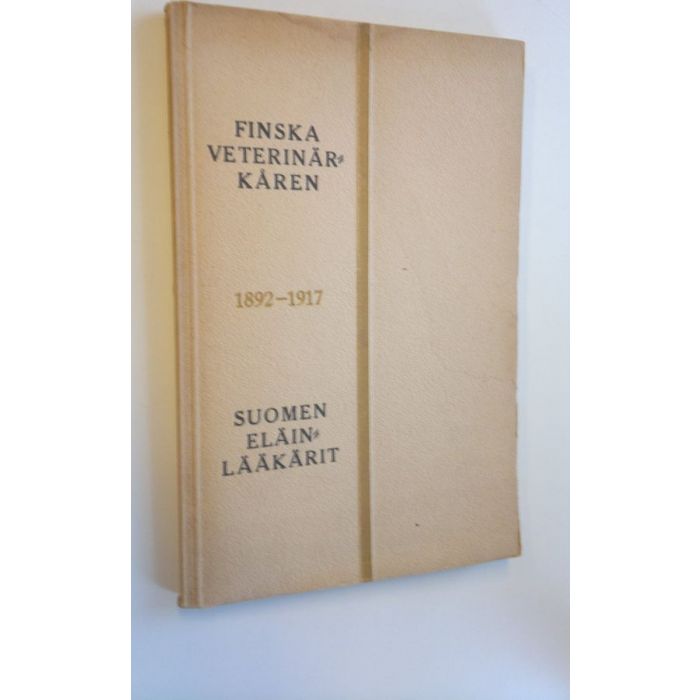 FINSKA
VETERINÄR=
KÅREN
1892-1917
SUOMEN
ELÄIN=
LÄÄKÄRIT